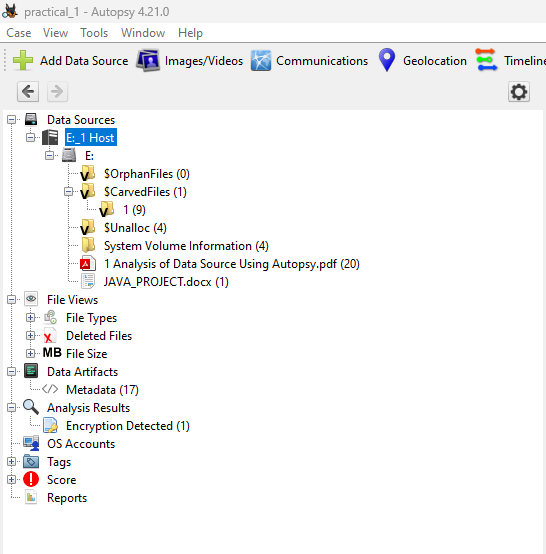 practical_1 - Autopsy 4.21.0
Case View Tools Window Help
Add Data Source Images/Videos Communications Geolocation Timeline
Data Sources
E:_1 Host
E:
$OrphanFiles (0)
$CarvedFiles (1)
1 (9)
$Unalloc (4)
System Volume Information (4)
1 Analysis of Data Source Using Autopsy.pdf (20)
JAVA_PROJECT.docx (1)
File Views
File Types
Deleted Files
MB File Size
Data Artifacts
Metadata (17)
Analysis Results
Encryption Detected (1)
OS Accounts
Tags
Score
Reports